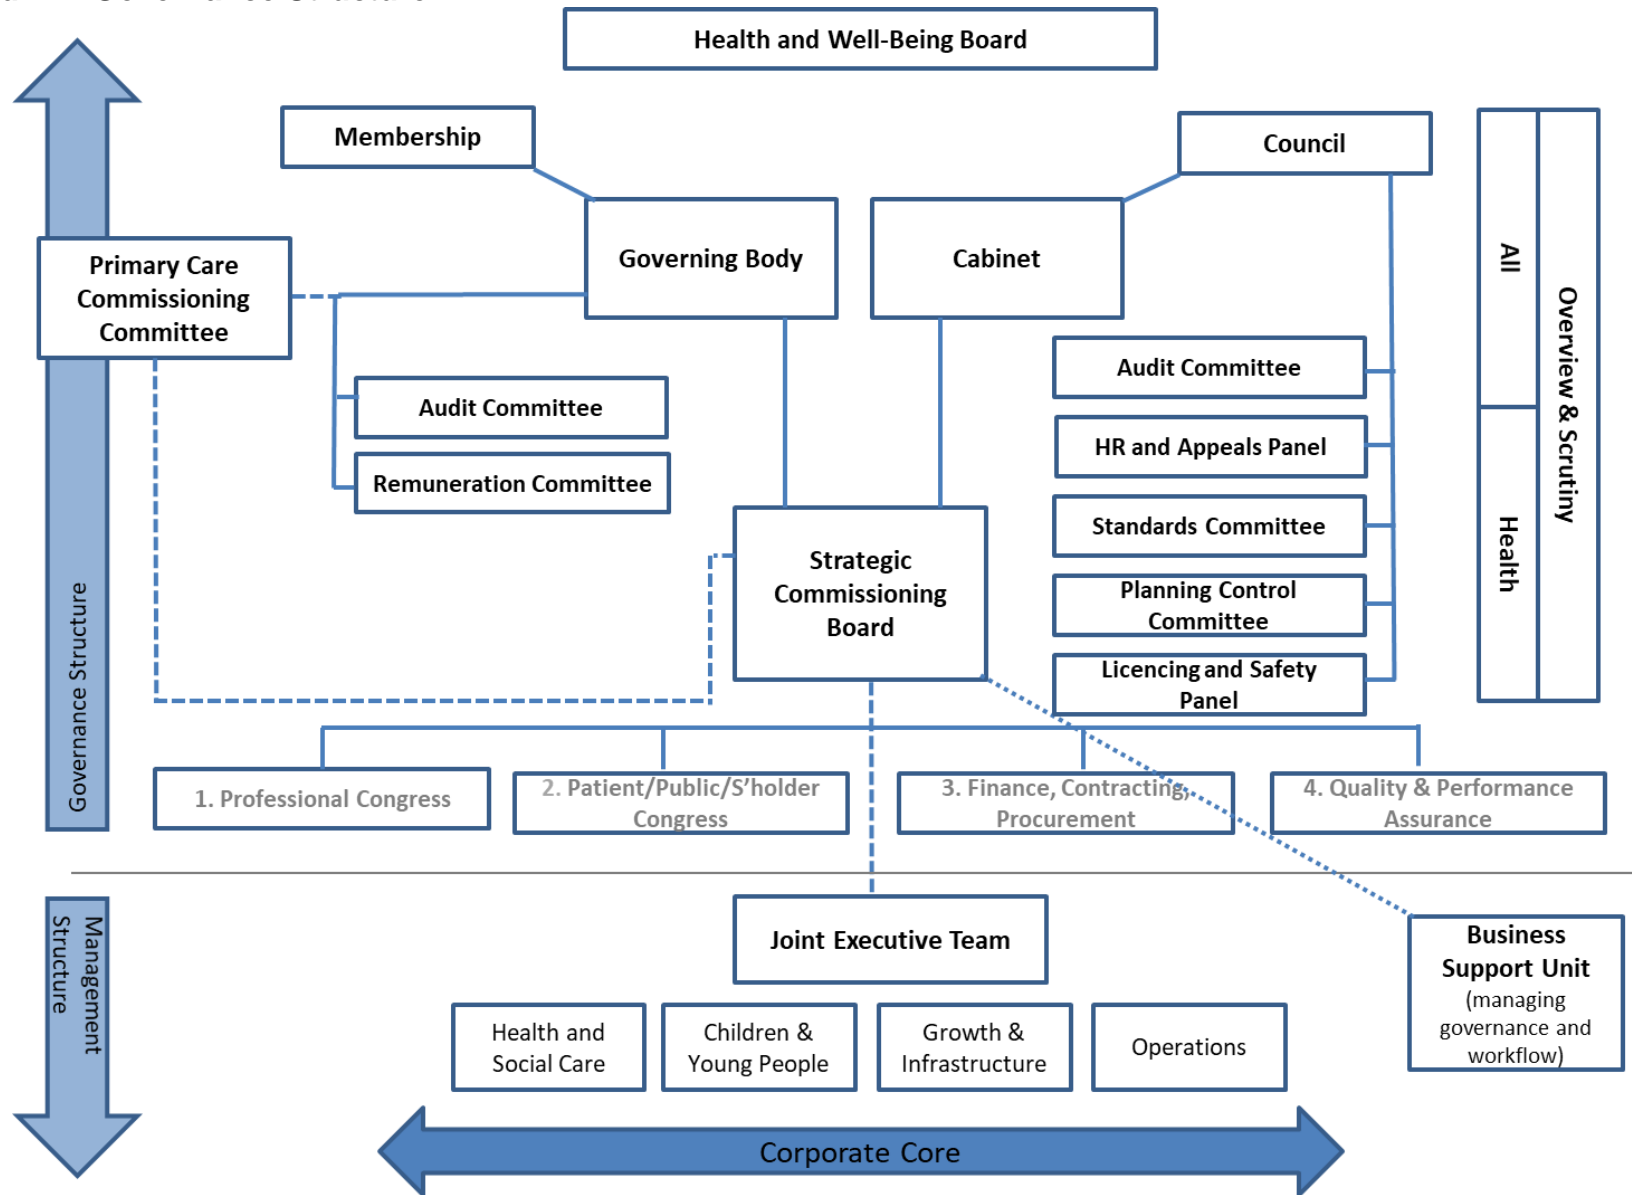 Health and Well-Being Board
Membership
Council
Governing Body
Cabinet
Primary Care
Commissioning
Committee
Audit Committee
Remuneration Committee
Audit Committee
HR and Appeals Panel
Standards Committee
Planning Control
Committee
Licencing and Safety
Panel
All
Health
Overview & Scrutiny
Strategic
Commissioning
Board
Governance Structure
1. Professional Congress
2. Patient/Public/S'holder
Congress
3. Finance, Contracting,
Procurement
4. Quality & Performance
Assurance
Management
Structure
Joint Executive Team
Business
Support Unit
(managing
governance and
workflow)
Health and
Social Care
Children &
Young People
Growth &
Infrastructure
Operations
Corporate Core